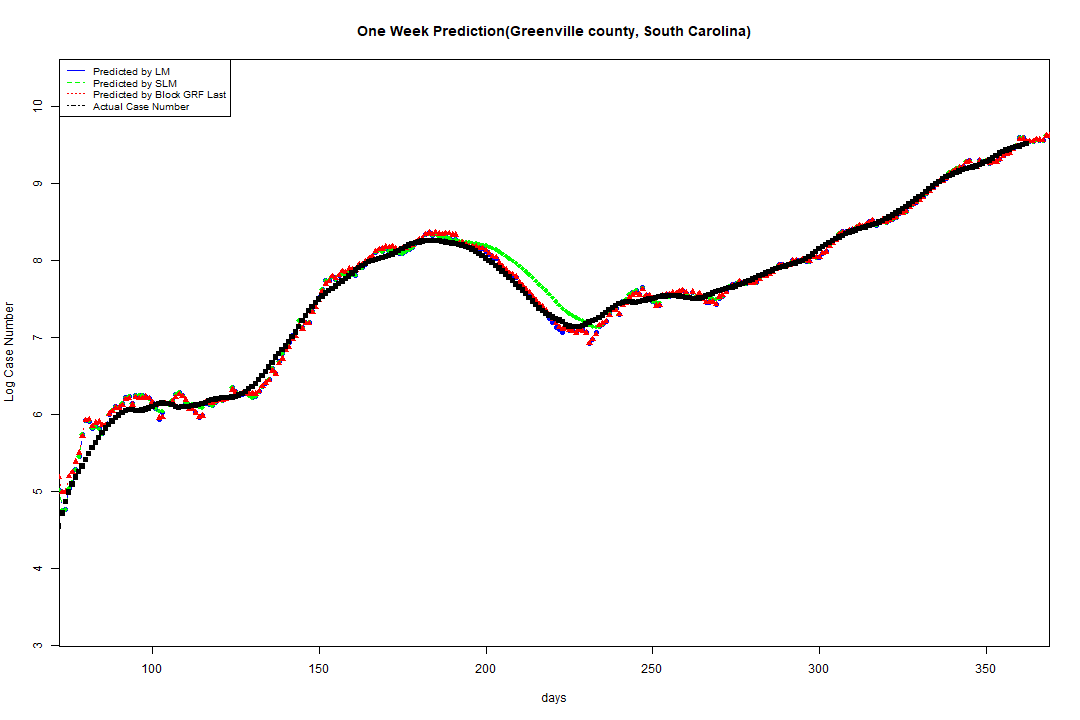 One Week Prediction(Greenville county, South Carolina)
Predicted by LM
Predicted by SLM
Predicted by Block GRF Last
Actual Case Number
10
9
8
7
6
5
4
3
Log Case Number
100 150 200 250 300 350
days